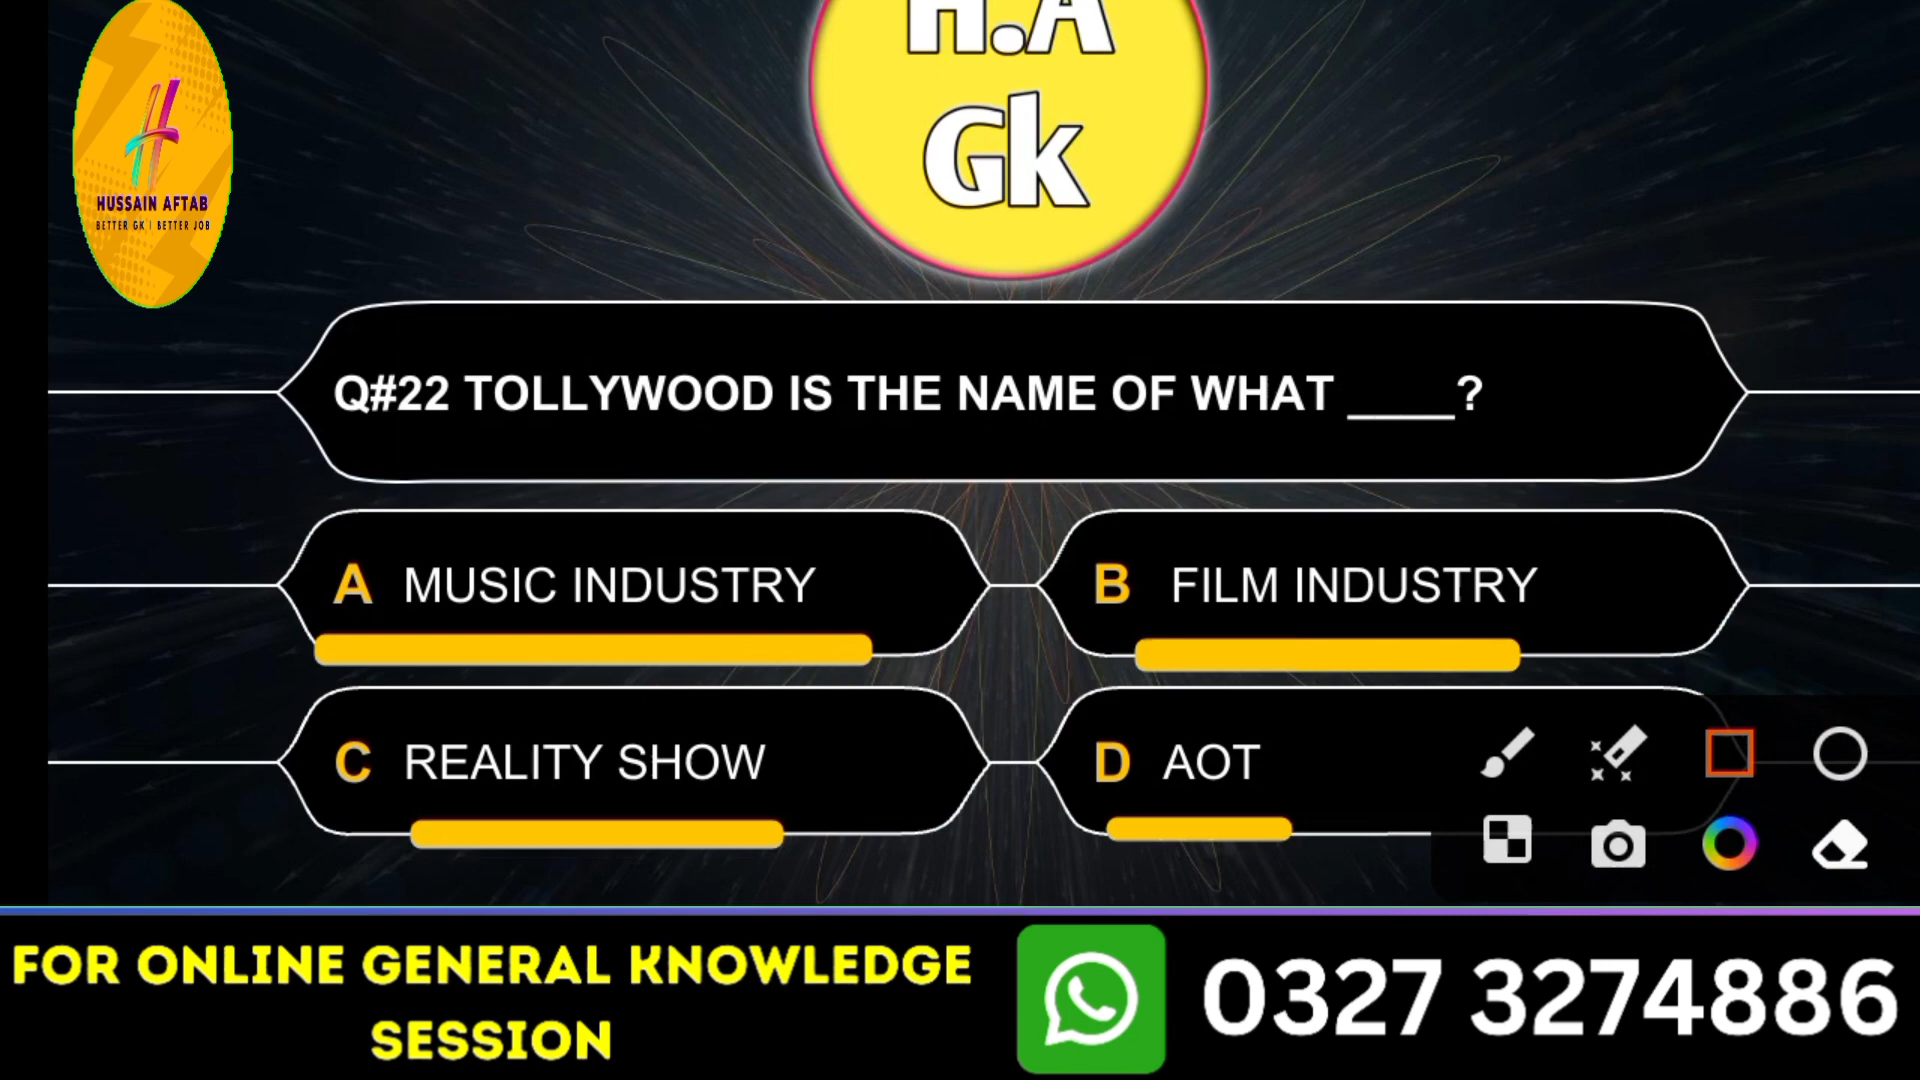 H.A
Gk
HUSSAIN AFTAB
BETTER GK | BETTER JOB
Q#22 TOLLYWOOD IS THE NAME OF WHAT ____?
A MUSIC INDUSTRY
B FILM INDUSTRY
C REALITY SHOW
D AOT
FOR ONLINE GENERAL KNOWLEDGE
SESSION
0327 3274886